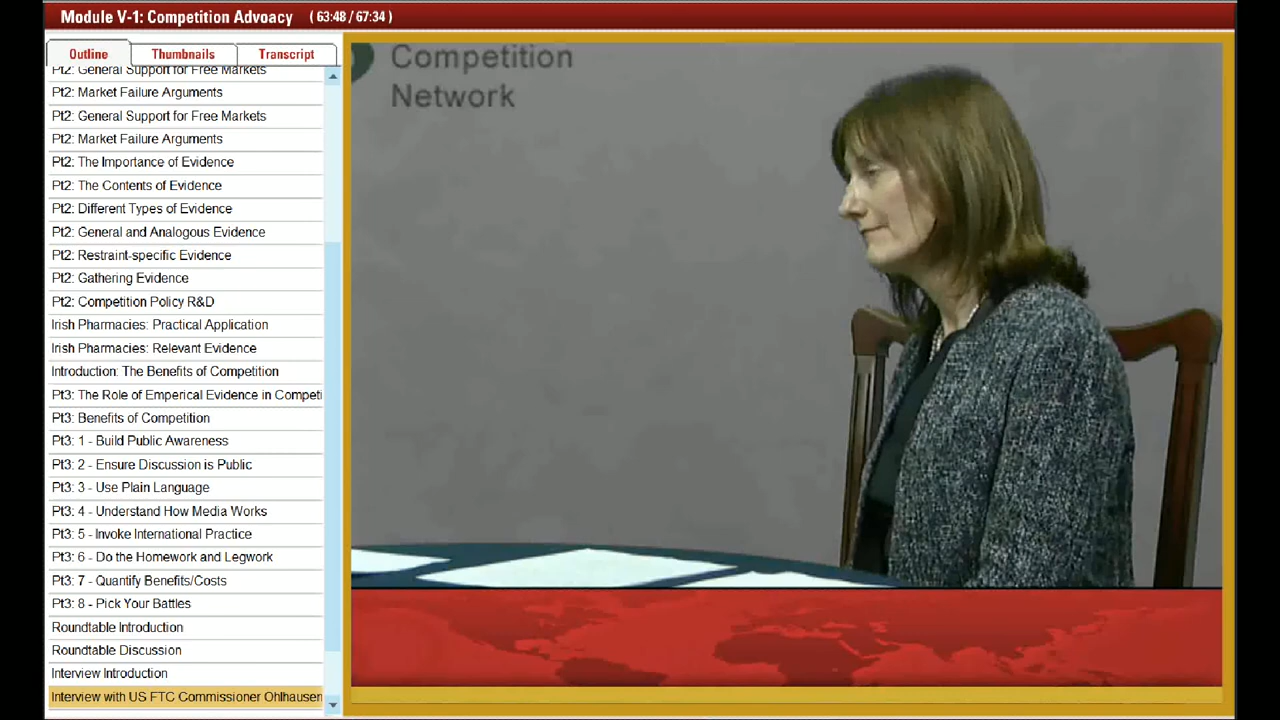 Module V-1: Competition Advoacy ( 63:48 / 67:34 )
Outline Thumbnails Transcript
Pt2: General Support for Free Markets
Pt2: Market Failure Arguments
Pt2: General Support for Free Markets
Pt2: Market Failure Arguments
Pt2: The Importance of Evidence
Pt2: The Contents of Evidence
Pt2: Different Types of Evidence
Pt2: General and Analogous Evidence
Pt2: Restraint-specific Evidence
Pt2: Gathering Evidence
Pt2: Competition Policy R&D
Irish Pharmacies: Practical Application
Irish Pharmacies: Relevant Evidence
Introduction: The Benefits of Competition
Pt3: The Role of Emperical Evidence in Competi
Pt3: Benefits of Competition
Pt3: 1 - Build Public Awareness
Pt3: 2 - Ensure Discussion is Public
Pt3: 3 - Use Plain Language
Pt3: 4 - Understand How Media Works
Pt3: 5 - Invoke International Practice
Pt3: 6 - Do the Homework and Legwork
Pt3: 7 - Quantify Benefits/Costs
Pt3: 8 - Pick Your Battles
Roundtable Introduction
Roundtable Discussion
Interview Introduction
Interview with US FTC Commissioner Ohlhausen
Competition
Network